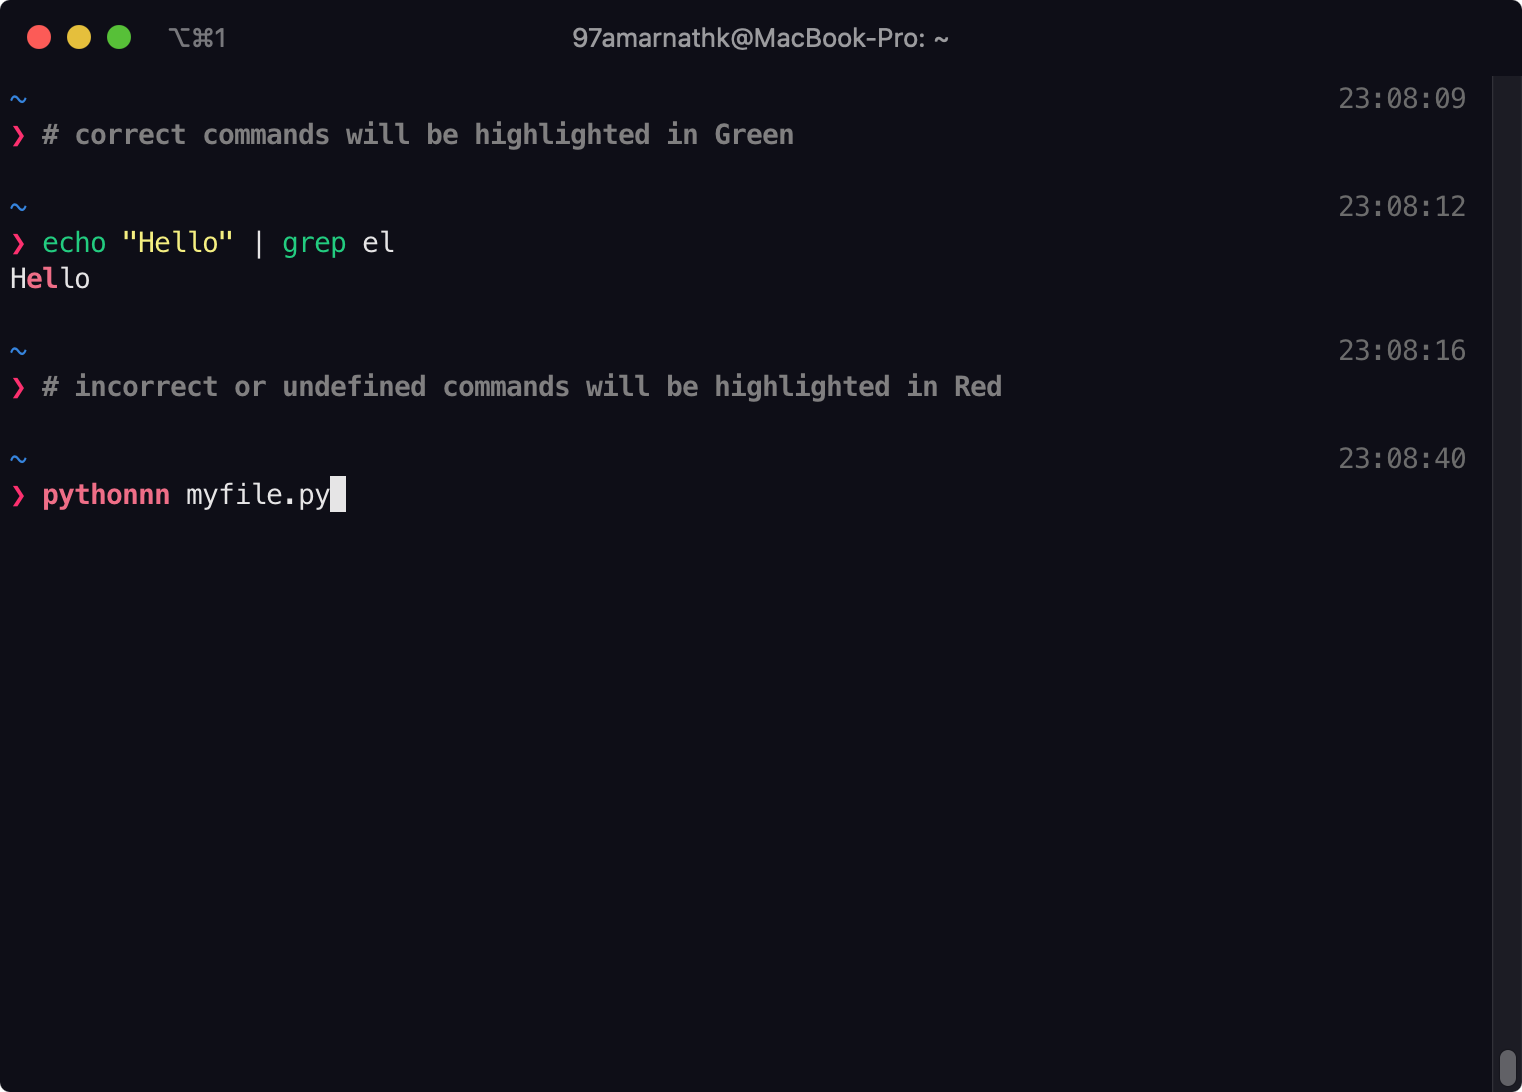 ⌥⌘1 97amarnathk@MacBook-Pro: ~
~ 23:08:09
❯ # correct commands will be highlighted in Green
~ 23:08:12
❯ echo "Hello" | grep el
Hello
~ 23:08:16
❯ # incorrect or undefined commands will be highlighted in Red
~ 23:08:40
❯ pythonnn myfile.py